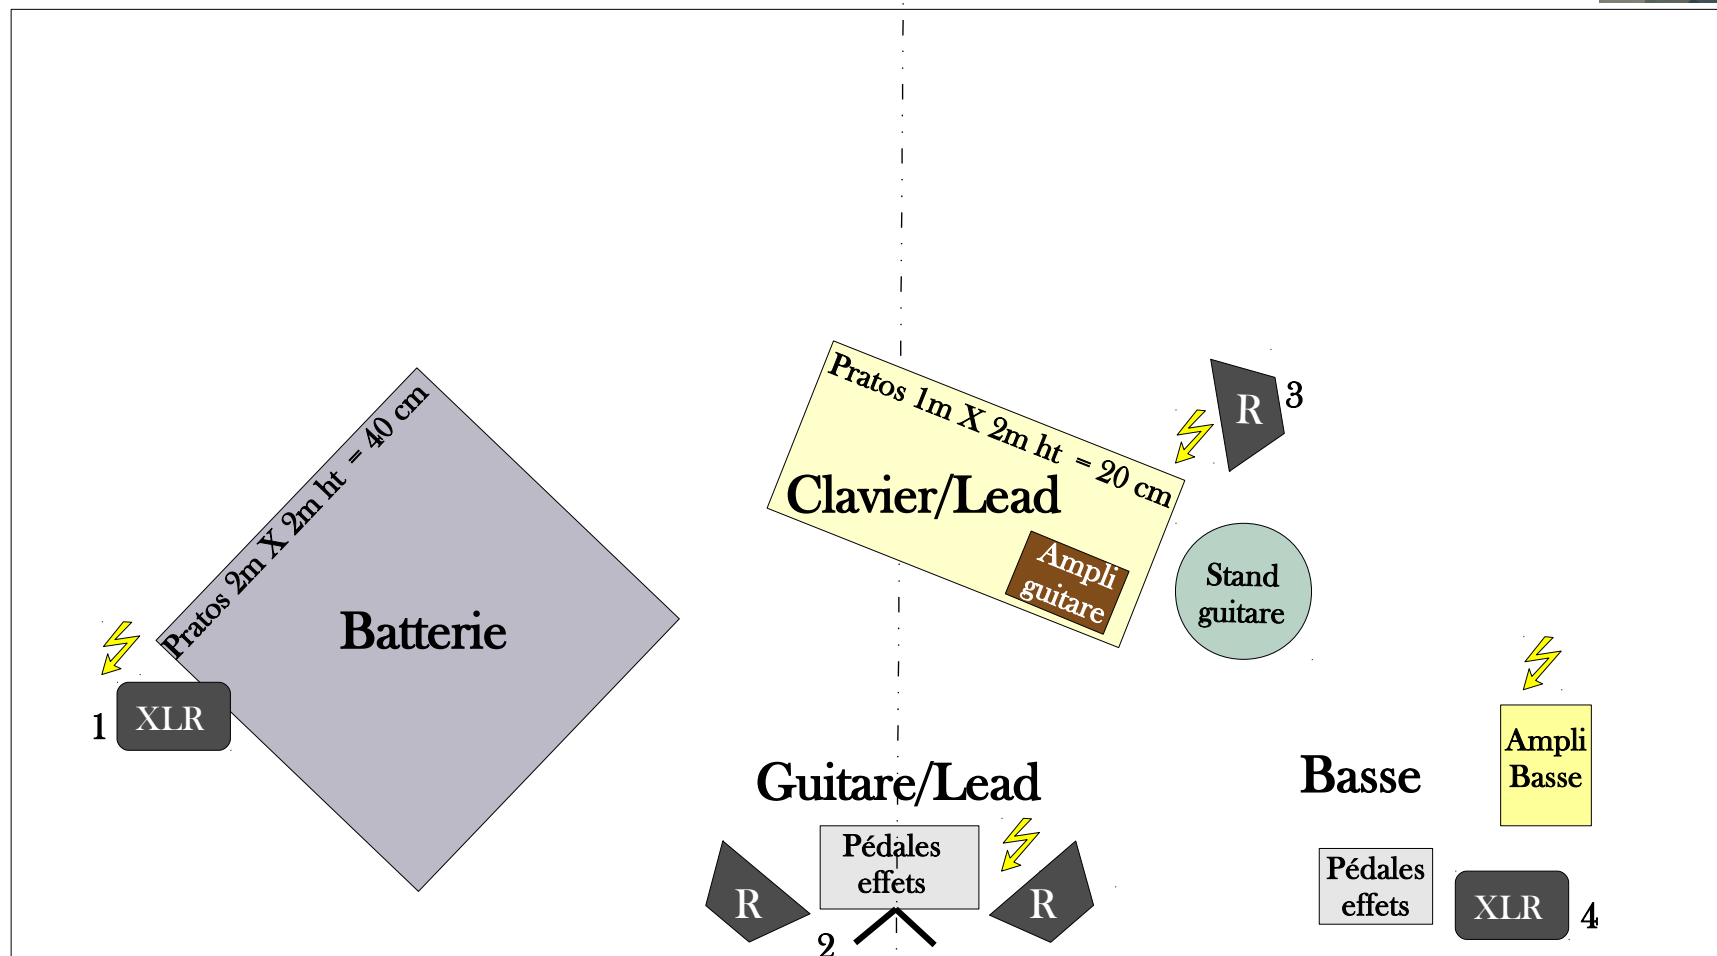 Pratos 2m X 2m ht = 40 cm
Batterie
XLR
1
Pratos 1m X 2m ht = 20 cm
Clavier/Lead
Ampli
guitare
R
3
Stand
guitare
Guitare/Lead
Pédales
effets
R
R
2
Basse
Ampli
Basse
Pédales
effets
XLR
4